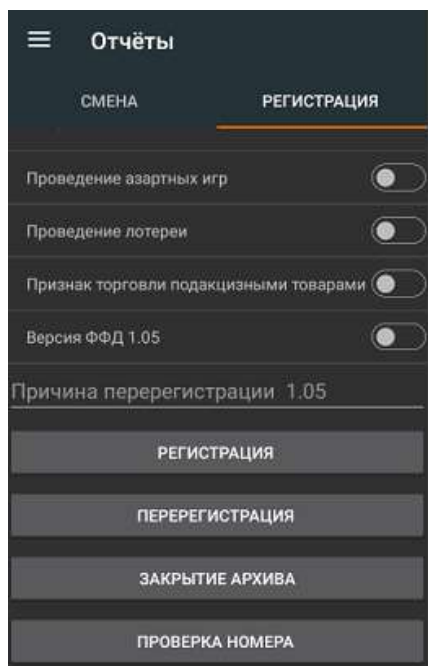 Отчёты
СМЕНА РЕГИСТРАЦИЯ
Проведение азартных игр
Проведение лотереи
Признак торговли подакцизными товарами
Версия ФФД 1.05
Причина перерегистрации 1.05
РЕГИСТРАЦИЯ
ПЕРЕРЕГИСТРАЦИЯ
ЗАКРЫТИЕ АРХИВА
ПРОВЕРКА НОМЕРА